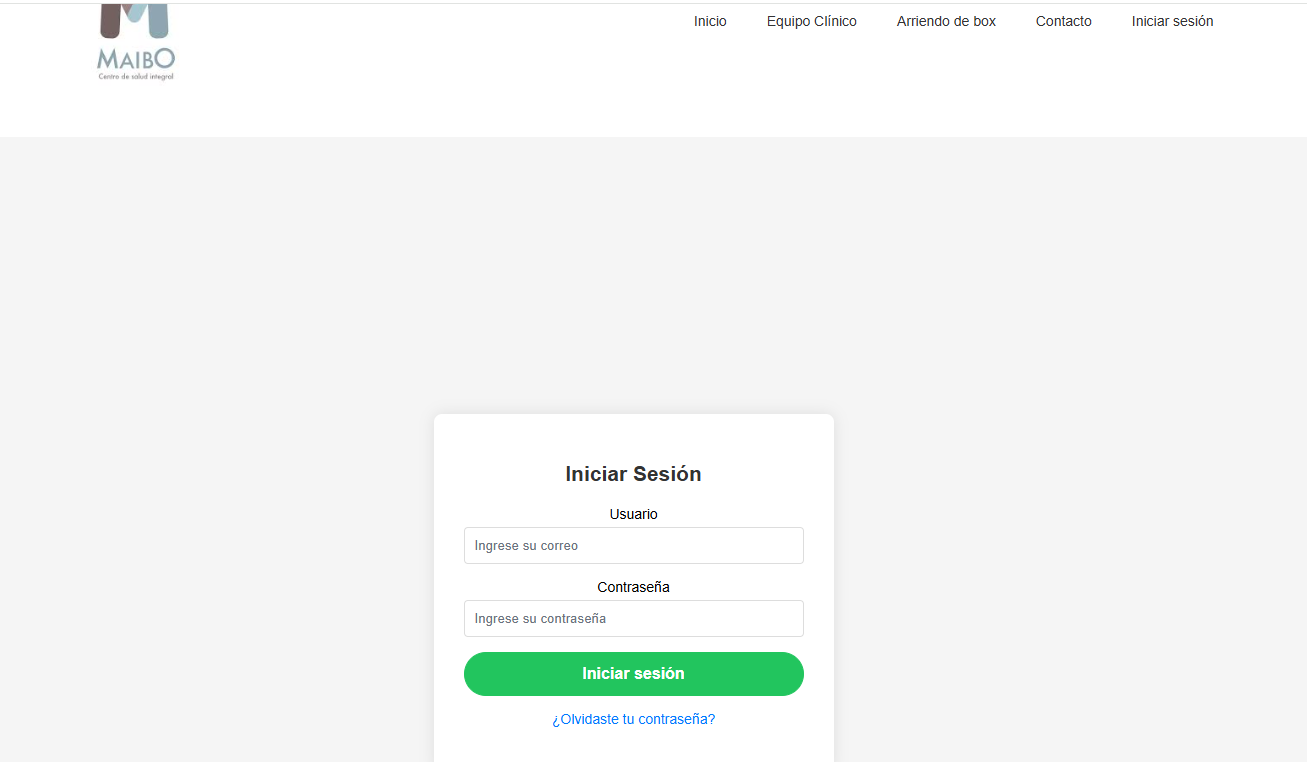 Inicio Equipo Clínico Arriendo de box Contacto Iniciar sesión
MAIBO
Centro de salud integral
Iniciar Sesión
Usuario
Ingrese su correo
Contraseña
Ingrese su contraseña
Iniciar sesión
¿Olvidaste tu contraseña?